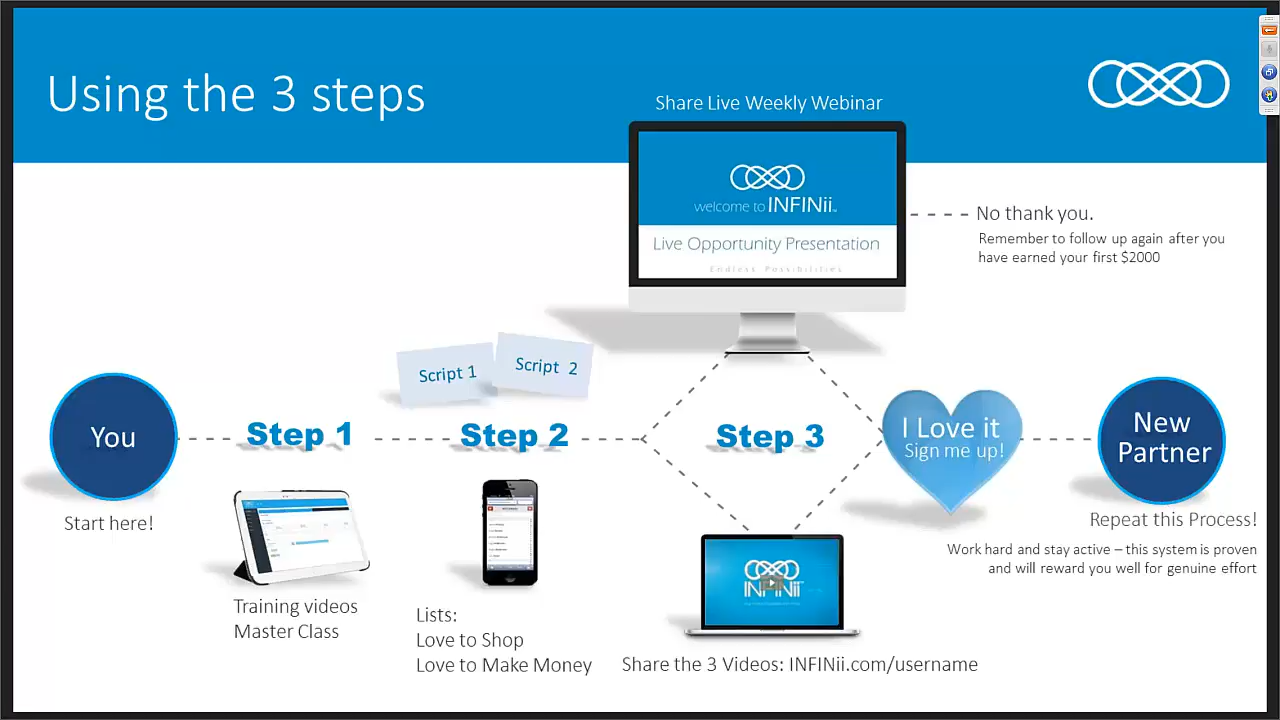 Using the 3 steps
Share Live Weekly Webinar
welcome to INFINii
Live Opportunity Presentation
Endless Possibilities
No thank you.
Remember to follow up again after you
have earned your first $2000
Script 1
Script 2
You
Start here!
Step 1
Training videos
Master Class
Step 2
Lists:
Love to Shop
Love to Make Money
Step 3
INFINii
Share the 3 Videos: INFINii.com/username
I Love it
Sign me up!
New
Partner
Repeat this Process!
Work hard and stay active – this system is proven
and will reward you well for genuine effort